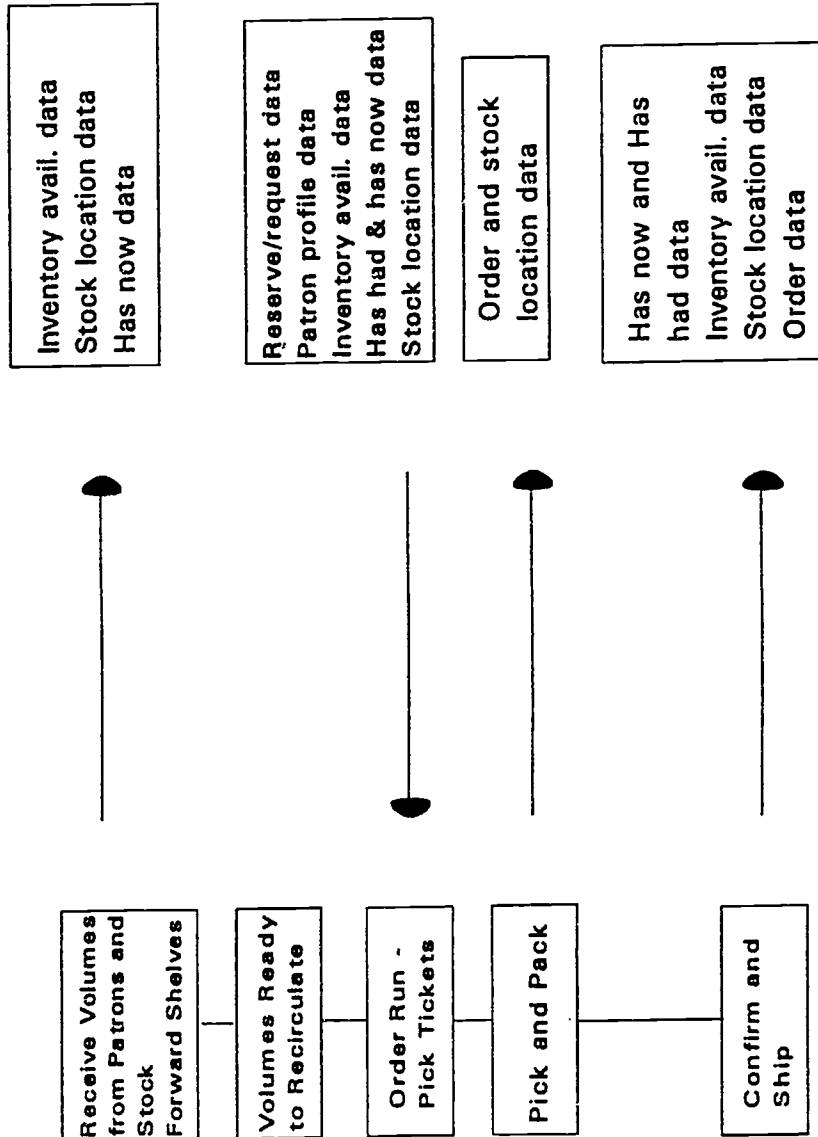 Receive Volumes
from Patrons and
Stock
Forward Shelves
Volumes Ready
to Recirculate
Order Run -
Pick Tickets
Pick and Pack
Confirm and
Ship
Inventory avail. data
Stock location data
Has now data
Reserve/request data
Patron profile data
Inventory avail. data
Has had & has now data
Stock location data
Order and stock
location data
Has now and Has
had data
Inventory avail. data
Stock location data
Order data